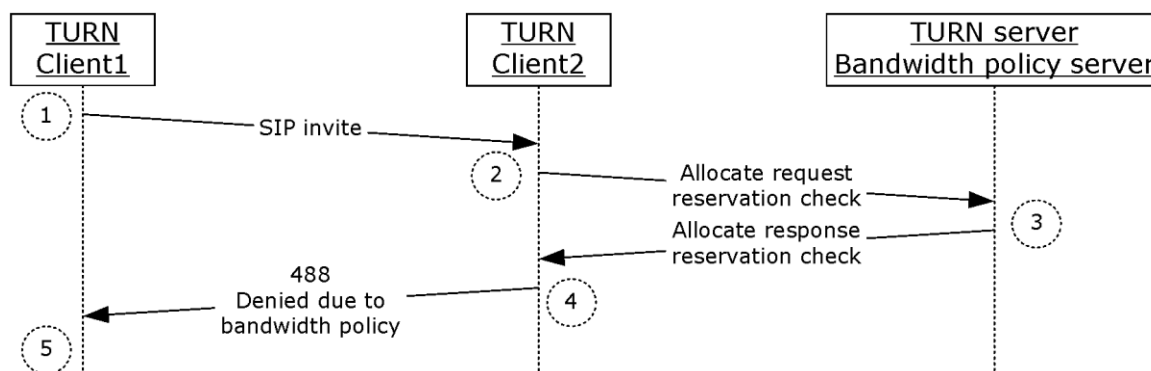 TURN
Client1
TURN
Client2
TURN server
Bandwidth policy server
1
SIP invite
2
Allocate request
reservation check
3
Allocate response
reservation check
488
Denied due to
bandwidth policy
4
5